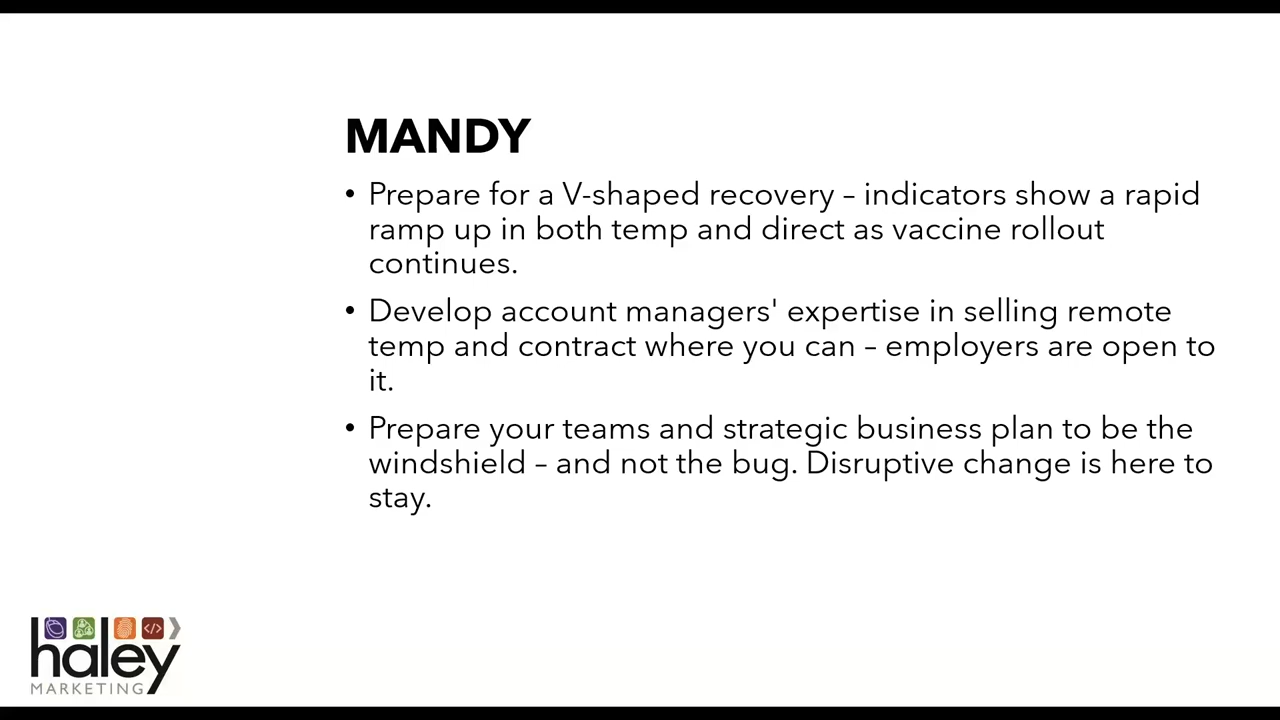 MANDY
• Prepare for a V-shaped recovery – indicators show a rapid
ramp up in both temp and direct as vaccine rollout
continues.
• Develop account managers' expertise in selling remote
temp and contract where you can – employers are open to
it.
• Prepare your teams and strategic business plan to be the
windshield – and not the bug. Disruptive change is here to
stay.
haley
MARKETING